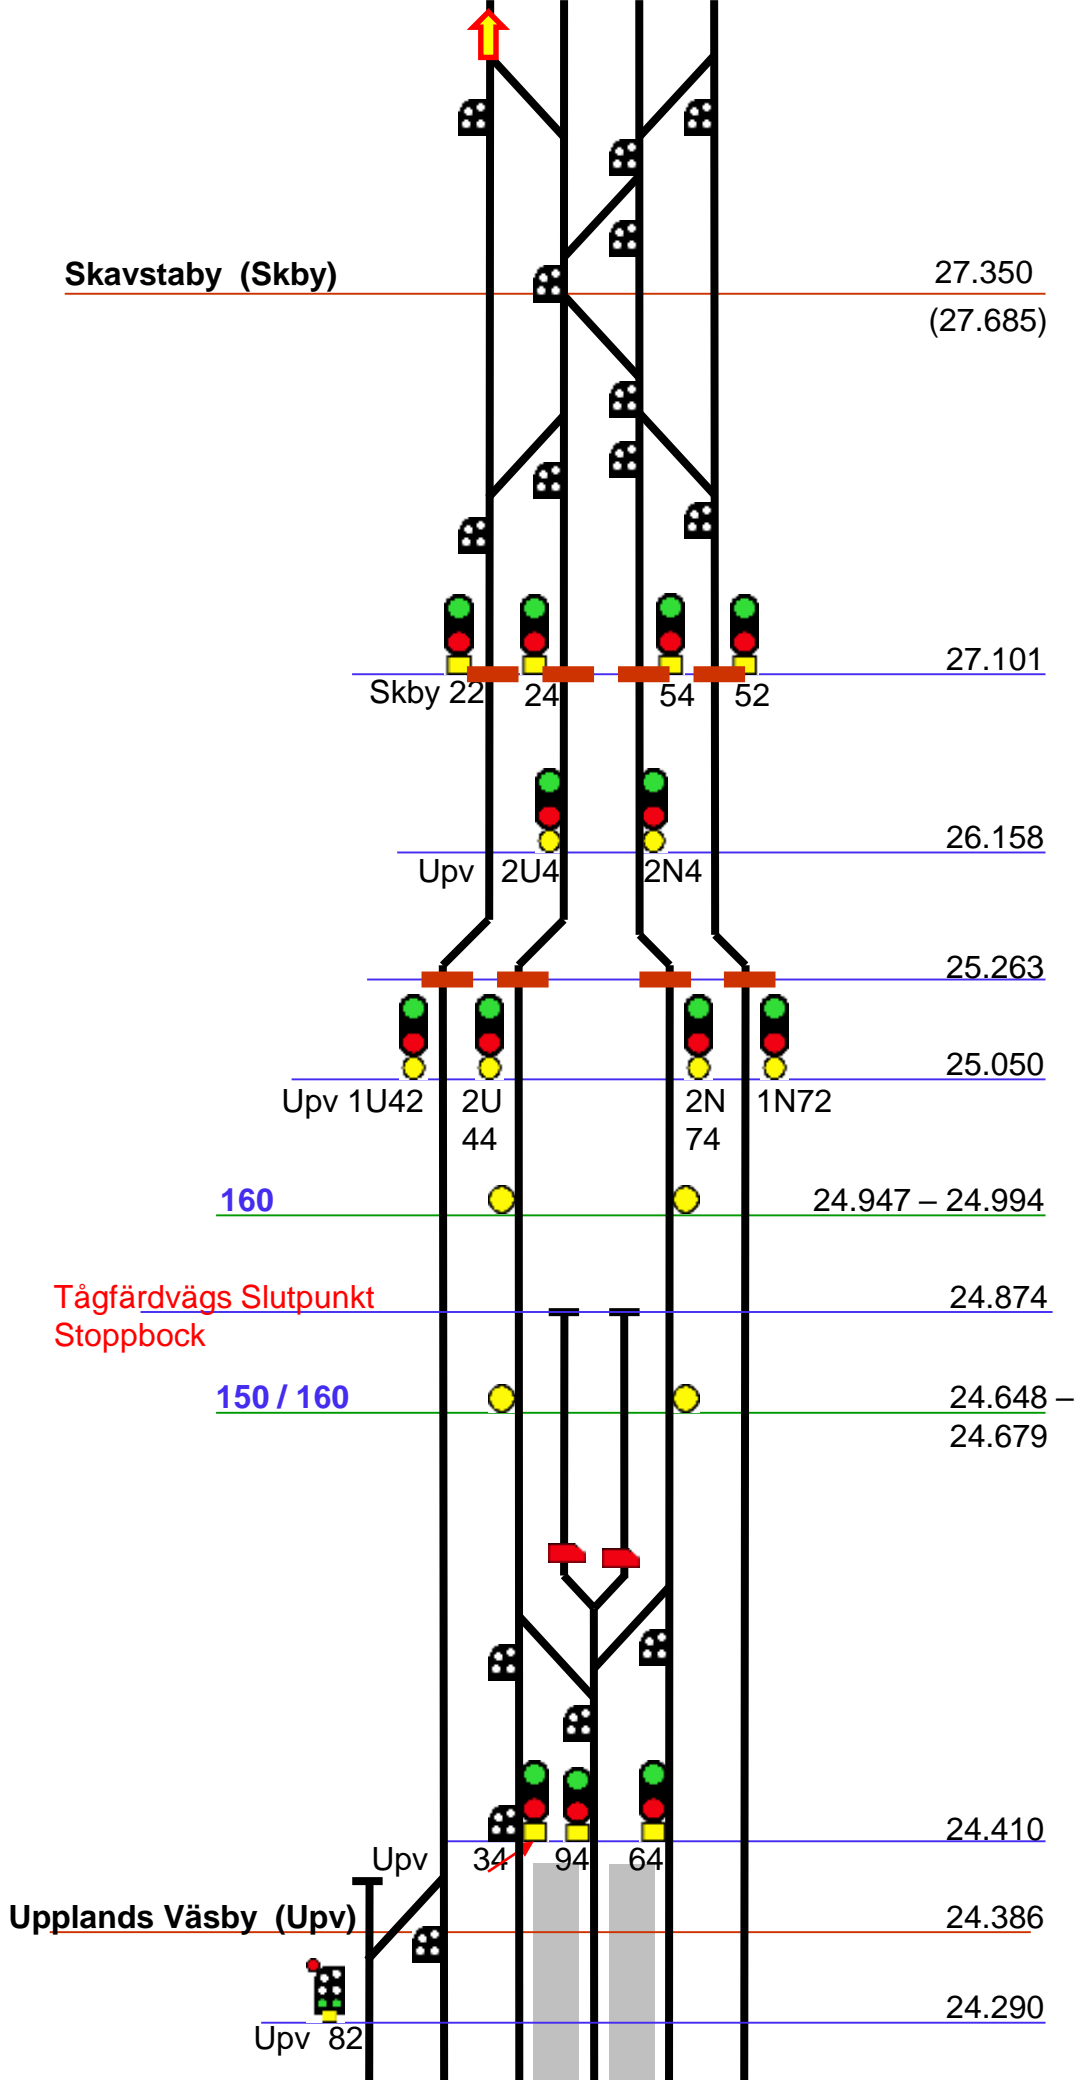 Skavstaby (Skby) 27.350
(27.685)
27.101
Skby 22 24 54 52
26.158
Upv 2U4 2N4
25.263
25.050
Upv 1U42 2U 2N 1N72
44 74
160 24.947 – 24.994
Tågfärdvägs Slutpunkt 24.874
Stoppbock
150 / 160 24.648 –
24.679
24.410
Upv 34 94 64
Upplands Väsby (Upv) 24.386
24.290
Upv 82